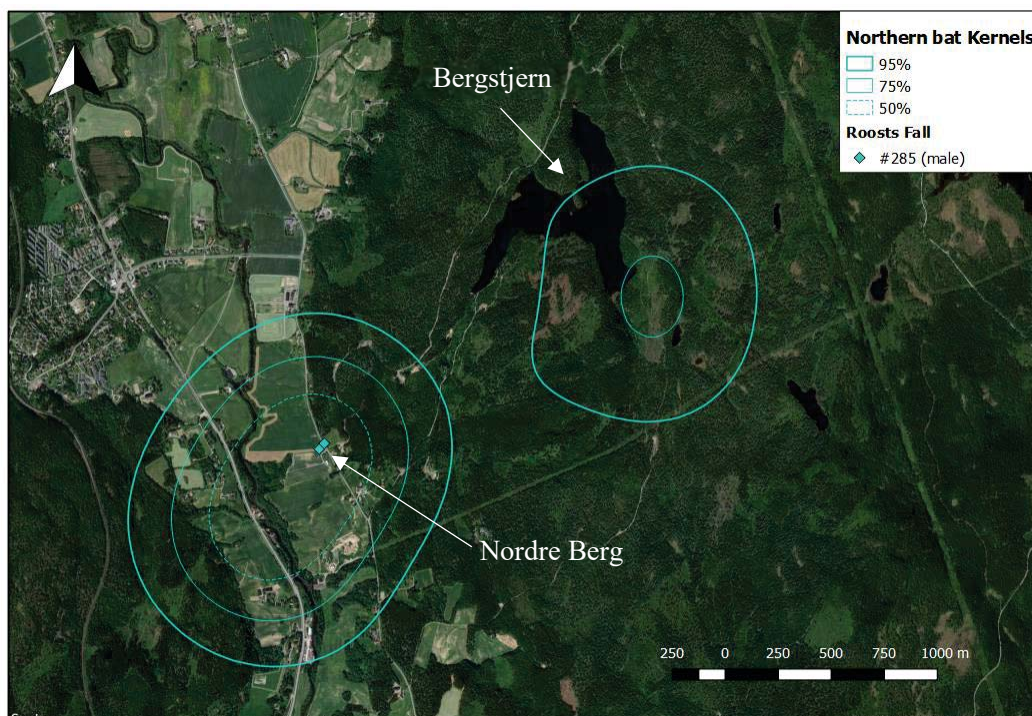 Northern bat Kernels
95%
75%
50%
Roosts Fall
#285 (male)
Bergstjern
Nordre Berg
250 0 250 500 750 1000 m